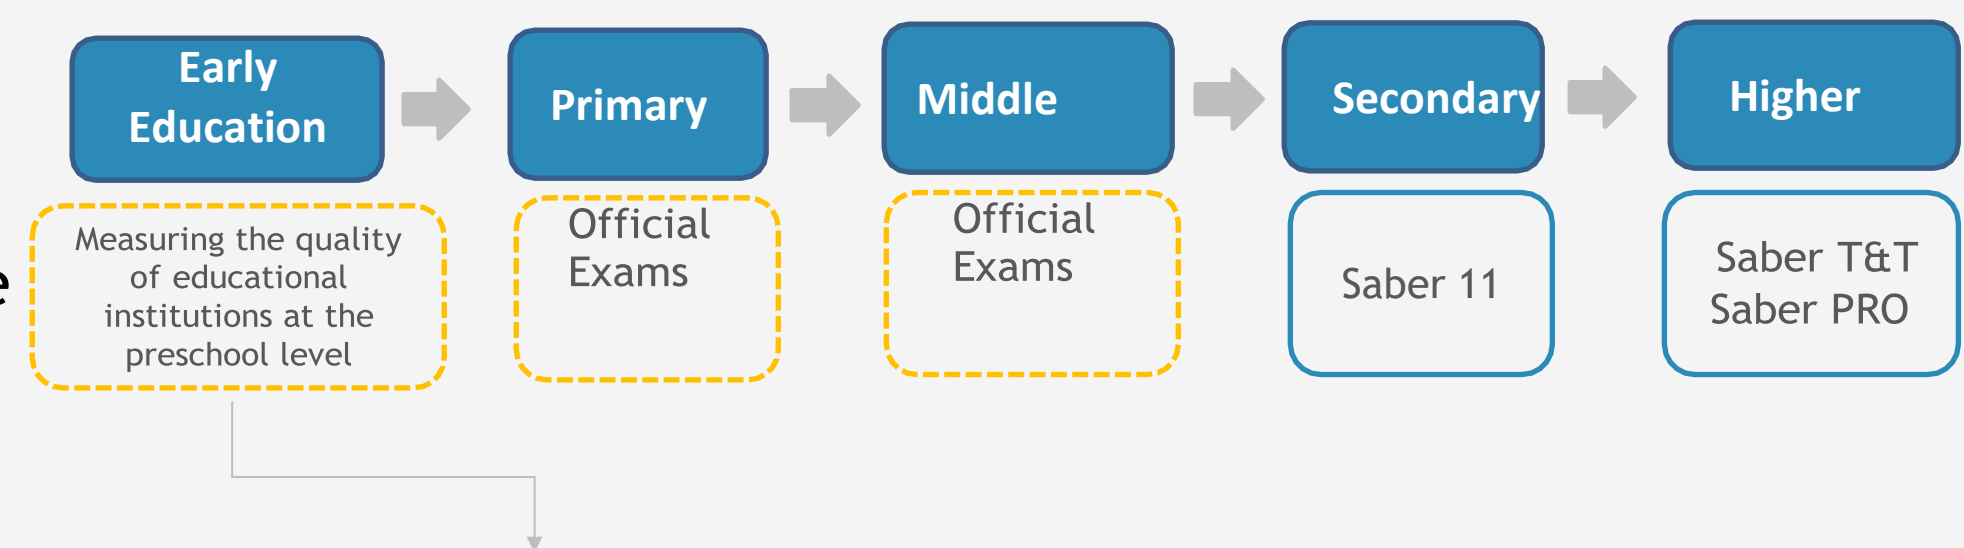 Early
Education
Primary
Middle
Secondary
Higher
Measuring the quality
of educational
institutions at the
preschool level
Official
Exams
Official
Exams
Saber 11
Saber T&T
Saber PRO